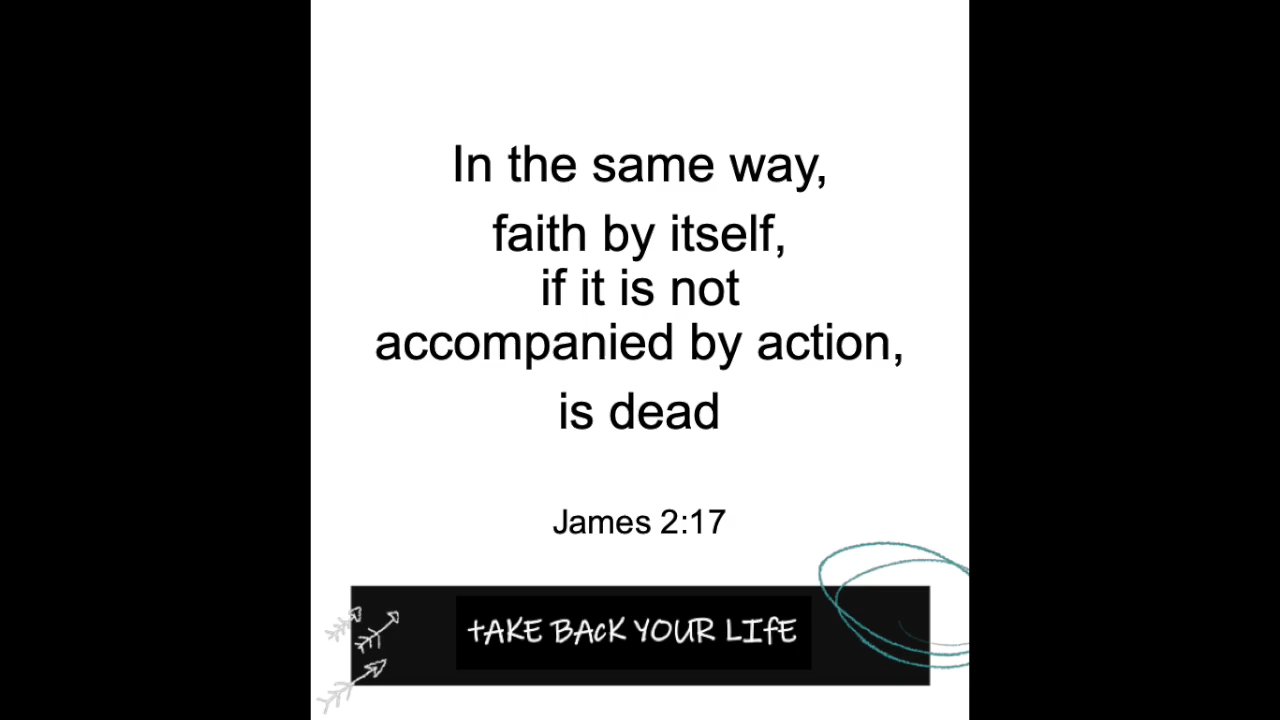 In the same way,
faith by itself,
if it is not
accompanied by action,
is dead
James 2:17
tAKE BAcK YOUR LIfE